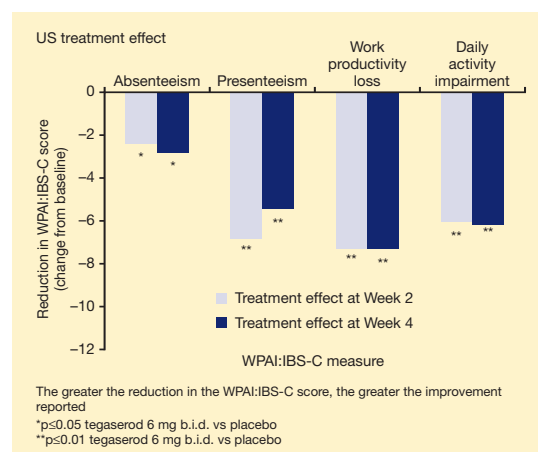 US treatment effect
Work
productivity
loss
Daily
activity
impairment
Absenteeism
Presenteeism
Reduction in WPAI:IBS-C score
(change from baseline)
0
–2
–4
–6
–8
–10
–12
*
*
**
**
**
**
**
**
Treatment effect at Week 2
Treatment effect at Week 4
WPAI:IBS-C measure
The greater the reduction in the WPAI:IBS-C score, the greater the improvement
reported
*p≤0.05 tegaserod 6 mg b.i.d. vs placebo
**p≤0.01 tegaserod 6 mg b.i.d. vs placebo